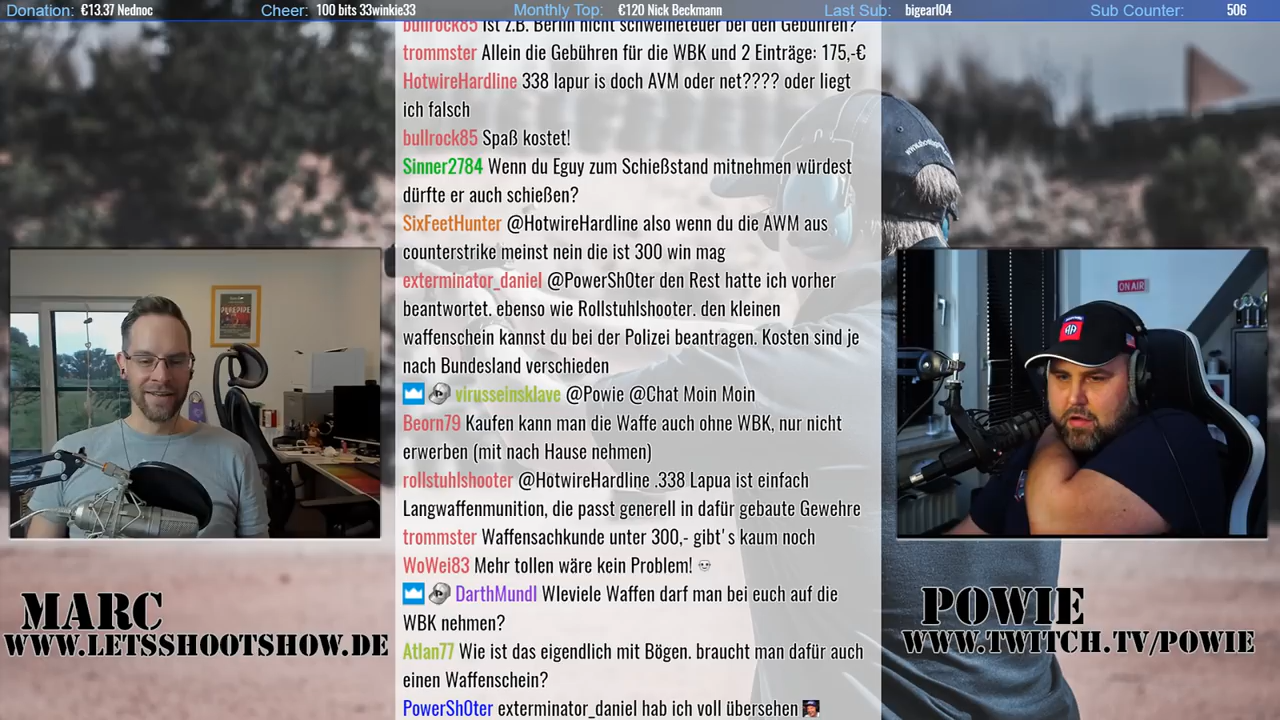 Donation: €13.37 Nednoc Cheer: 100 bits 33winkie33 Monthly Top: €120 Nick Beckmann Last Sub: bigearl04 Sub Counter: 506
bullrock85 Ist z.B. Berlin nicht schweineteuer bei den Gebühren?
trommster Allein die Gebühren für die WBK und 2 Einträge: 175,-€
HotwireHardline 338 lapur is doch AVM oder net???? oder liegt
ich falsch
bullrock85 Spaß kostet!
Sinner2784 Wenn du Eguy zum Schießstand mitnehmen würdest
dürfte er auch schießen?
SixFeetHunter @HotwireHardline also wenn du die AWM aus
counterstrike meinst nein die ist 300 win mag
exterminator_daniel @PowerSh0ter den Rest hatte ich vorher
beantwortet. ebenso wie Rollstuhlshooter. den kleinen
waffenschein kannst du bei der Polizei beantragen. Kosten sind je
nach Bundesland verschieden
virusseinsklave @Powie @Chat Moin Moin
Beorn79 Kaufen kann man die Waffe auch ohne WBK, nur nicht
erwerben (mit nach Hause nehmen)
rollstuhlshooter @HotwireHardline .338 Lapua ist einfach
Langwaffenmunition, die passt generell in dafür gebaute Gewehre
trommster Waffensachkunde unter 300,- gibt's kaum noch
WoWei83 Mehr tollen wäre kein Problem!
DarthMundl WIeviele Waffen darf man bei euch auf die
WBK nehmen?
Atlan77 Wie ist das eigendlich mit Bögen. braucht man dafür auch
einen Waffenschein?
PowerSh0ter exterminator_daniel hab ich voll übersehen
ON AIR
MARC
WWW.LETSSHOOTSHOW.DE
POWIE
WWW.TWITCH.TV/POWIE